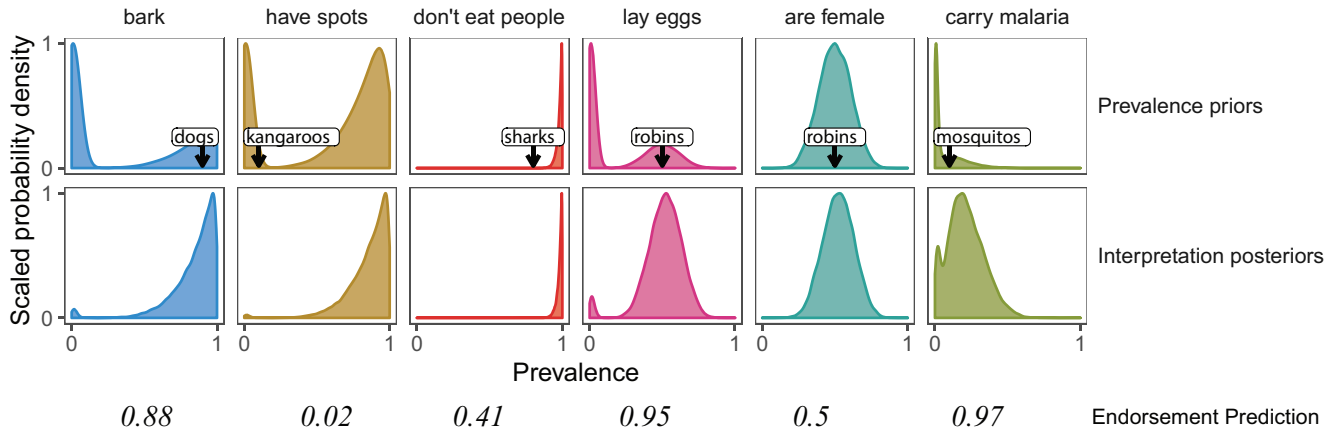 bark have spots don't eat people lay eggs are female carry malaria
Scaled probability density
1
0
dogs kangaroos sharks robins robins mosquitos
Prevalence priors
1
0
Interpretation posteriors
0 1 0 1 0 1 0 1 0 1 0 1
Prevalence
0.88 0.02 0.41 0.95 0.5 0.97 Endorsement Prediction